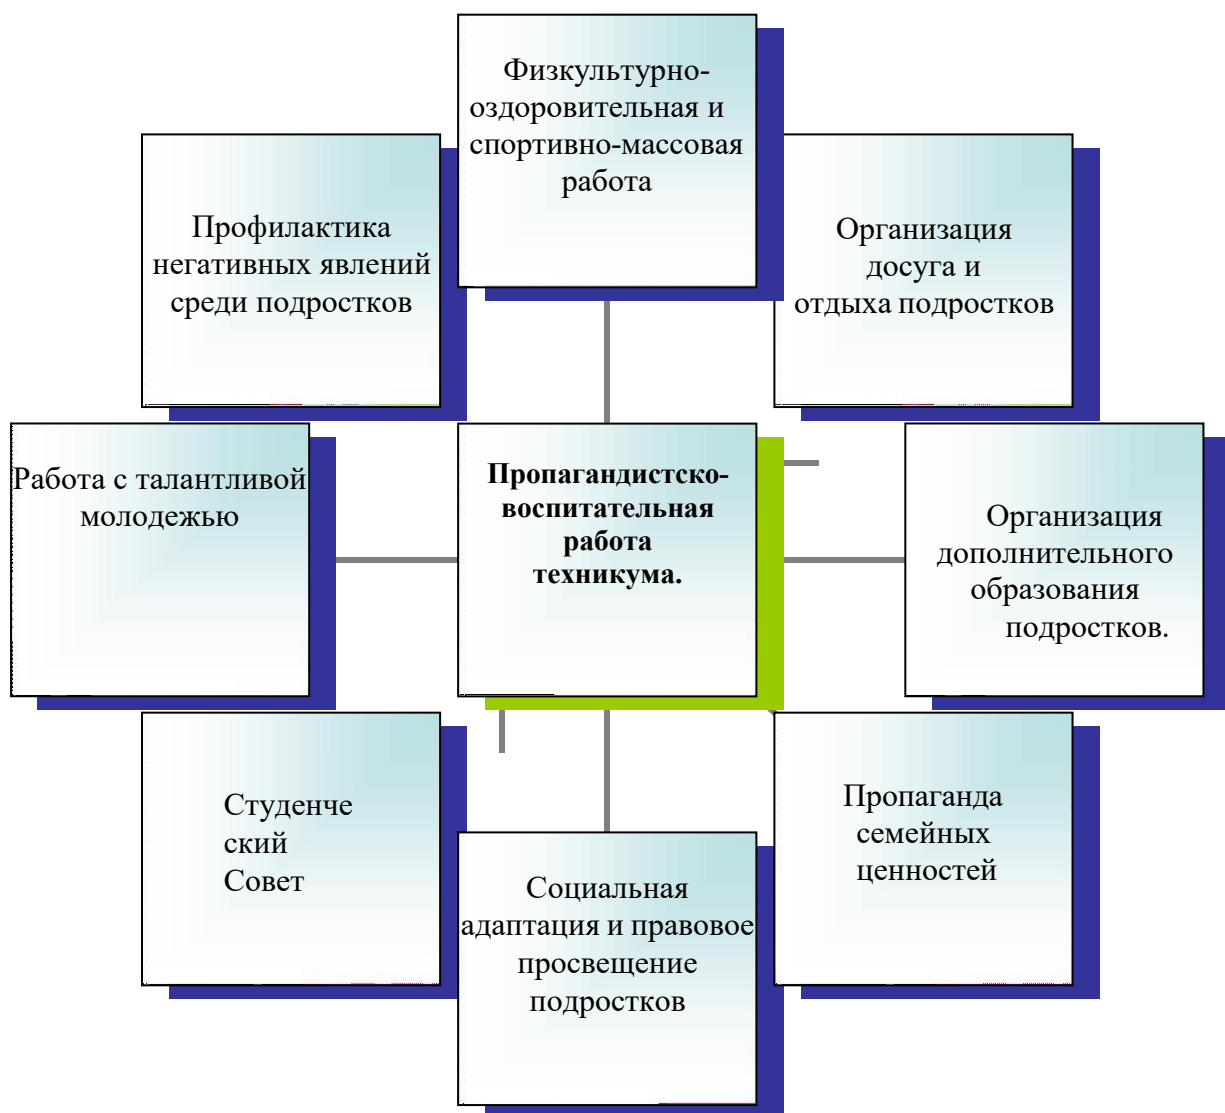 Физкультурно-
оздоровительная и
спортивно-массовая
работа
Профилактика
негативных явлений
среди подростков
Организация
досуга и
отдыха подростков
Работа с талантливой
молодежью
Пропагандистско-
воспитательная
работа
техникума.
Организация
дополнительного
образования
подростков.
Студенче
ский
Совет
Социальная
адаптация и правовое
просвещение
подростков
Пропаганда
семейных
ценностей